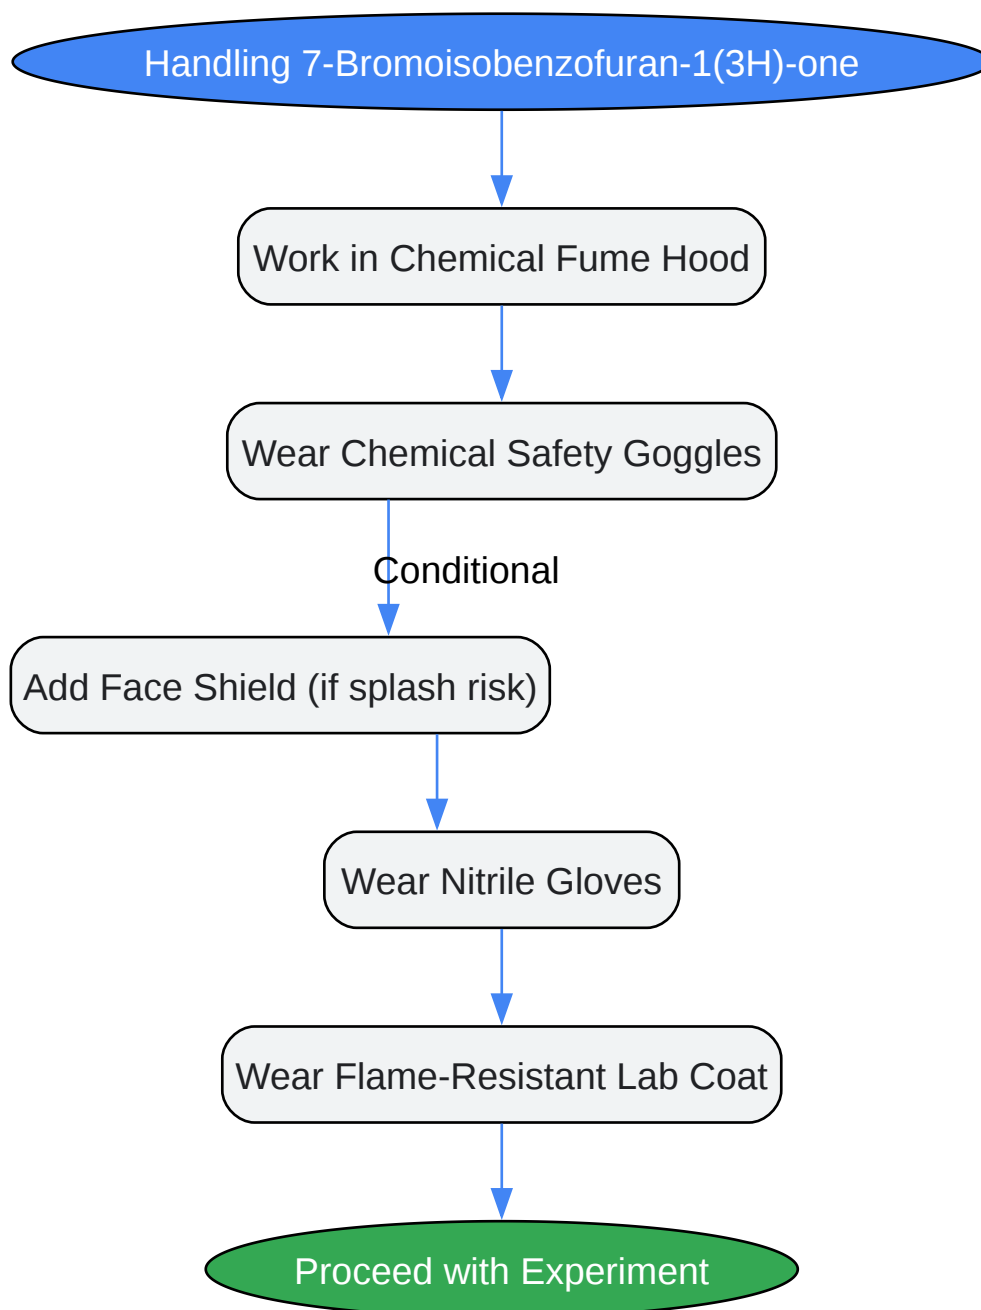 Handling 7-Bromoisobenzofuran-1(3H)-one
Work in Chemical Fume Hood
Wear Chemical Safety Goggles
Conditional
Add Face Shield (if splash risk)
Wear Nitrile Gloves
Wear Flame-Resistant Lab Coat
Proceed with Experiment